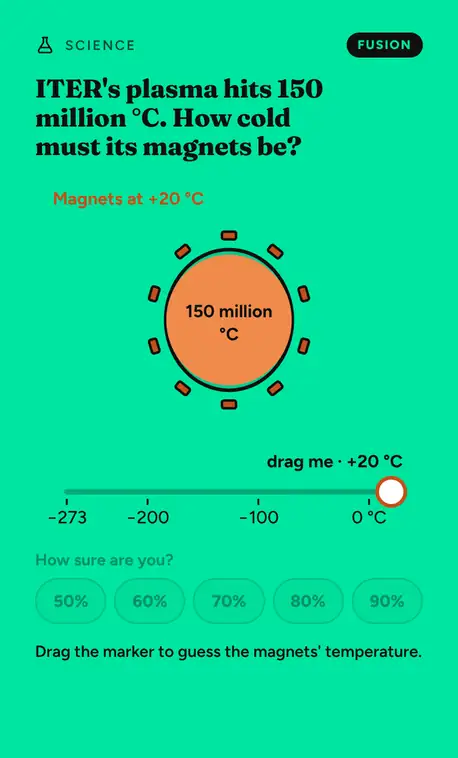 SCIENCE
FUSION
ITER's plasma hits 150
million °C. How cold
must its magnets be?
Magnets at +20 °C
150 million
°C
drag me · +20 °C
−273 −200 −100 0 °C
How sure are you?
50% 60% 70% 80% 90%
Drag the marker to guess the magnets' temperature.